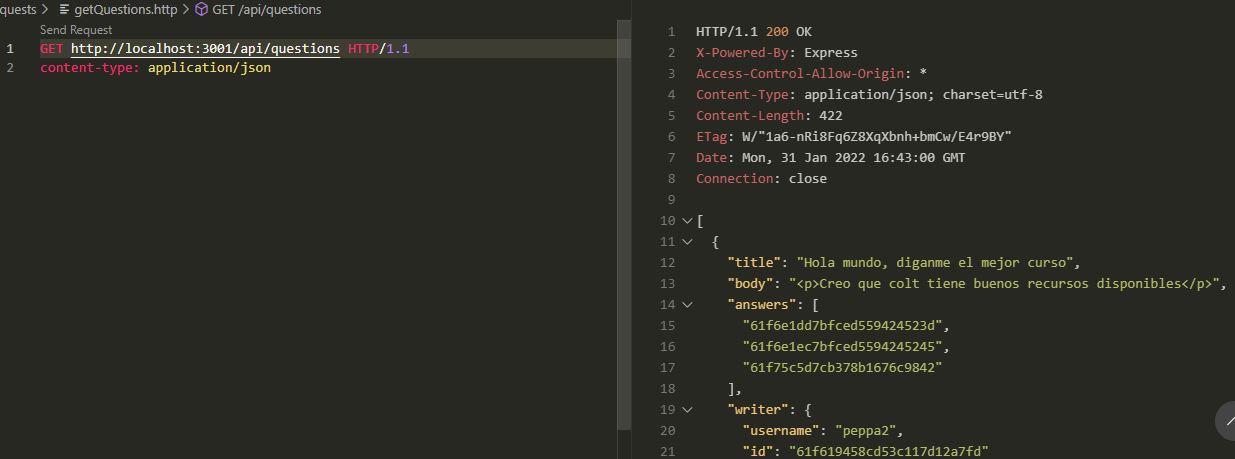 quests > getQuestions.http > GET /api/questions
Send Request
1 GET http://localhost:3001/api/questions HTTP/1.1
2 content-type: application/json
1 HTTP/1.1 200 OK
2 X-Powered-By: Express
3 Access-Control-Allow-Origin: *
4 Content-Type: application/json; charset=utf-8
5 Content-Length: 422
6 ETag: W/"1a6-nRi8Fq6Z8XqXbnh+bmCw/E4r9BY"
7 Date: Mon, 31 Jan 2022 16:43:00 GMT
8 Connection: close
9
10 [
11 {
12 "title": "Hola mundo, diganme el mejor curso",
13 "body": "<p>Creo que colt tiene buenos recursos disponibles</p>",
14 "answers": [
15 "61f6e1dd7bfced559424523d",
16 "61f6e1ec7bfced5594245245",
17 "61f75c5d7cb378b1676c9842"
18 ],
19 "writer": {
20 "username": "peppa2",
21 "id": "61f619458cd53c117d12a7fd"